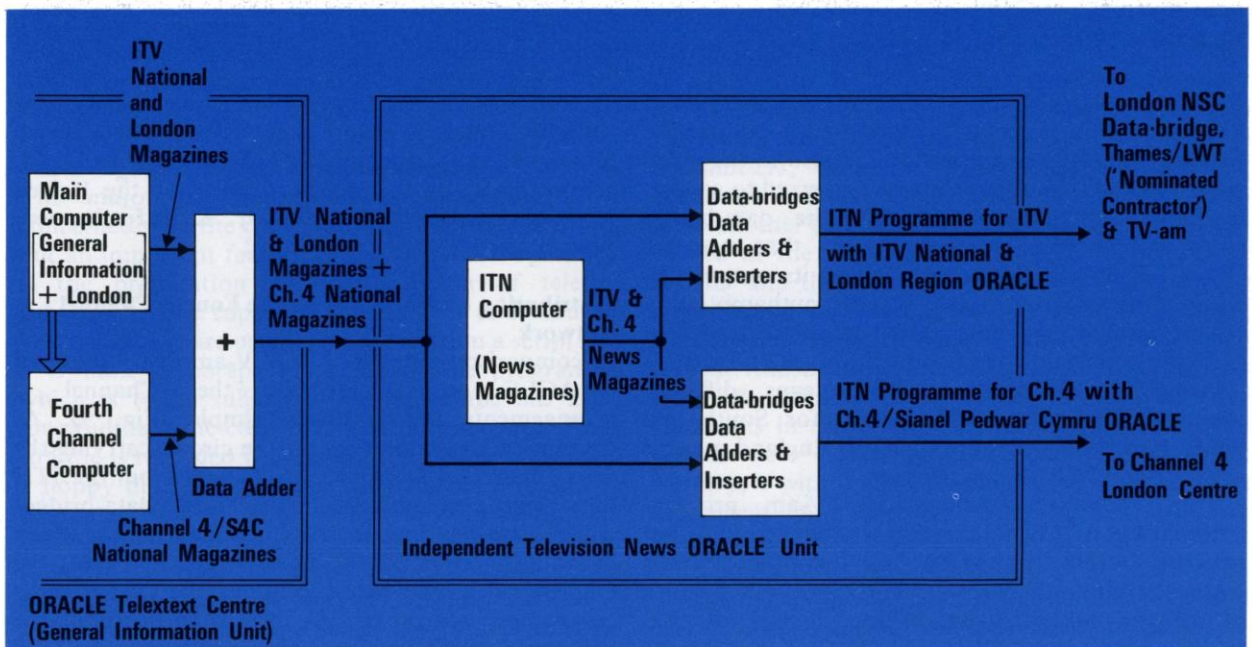 ITV
National
and
London
Magazines
Main
Computer
[General
Information
+ London]
Fourth
Channel
Computer
+
Data Adder
Channel 4/S4C
National Magazines
ORACLE Telextext Centre
(General Information Unit)
ITV National
& London
Magazines +
Ch.4 National
Magazines
ITN
Computer
(News
Magazines)
ITV &
Ch. 4
News
Magazines
Data-bridges
Data
Adders &
Inserters
Data-bridges
Data
Adders &
Inserters
Independent Television News ORACLE Unit
ITN Programme for ITV
with ITV National &
London Region ORACLE
To
London NSC
Data-bridge,
Thames/LWT
('Nominated
Contractor')
& TV-am
ITN Programme for Ch.4 with
Ch.4/Sianel Pedwar Cymru ORACLE
To Channel 4
London Centre